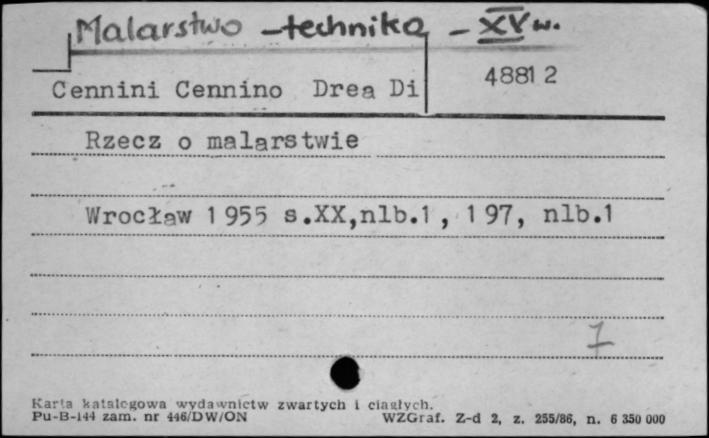 Malarstwo – technika – XV w.
Cennini Cennino Drea Di 48812
Rzecz o malarstwie
Wrocław 1955 s.XX,nlb.1, 197, nlb.1
7
Karta katalogowa wydawnictw zwartych i ciągłych.
Pu-B-144 zam. nr 446/DW/ON WZGraf. Z-d 2, z. 255/86, n. 6 350 000